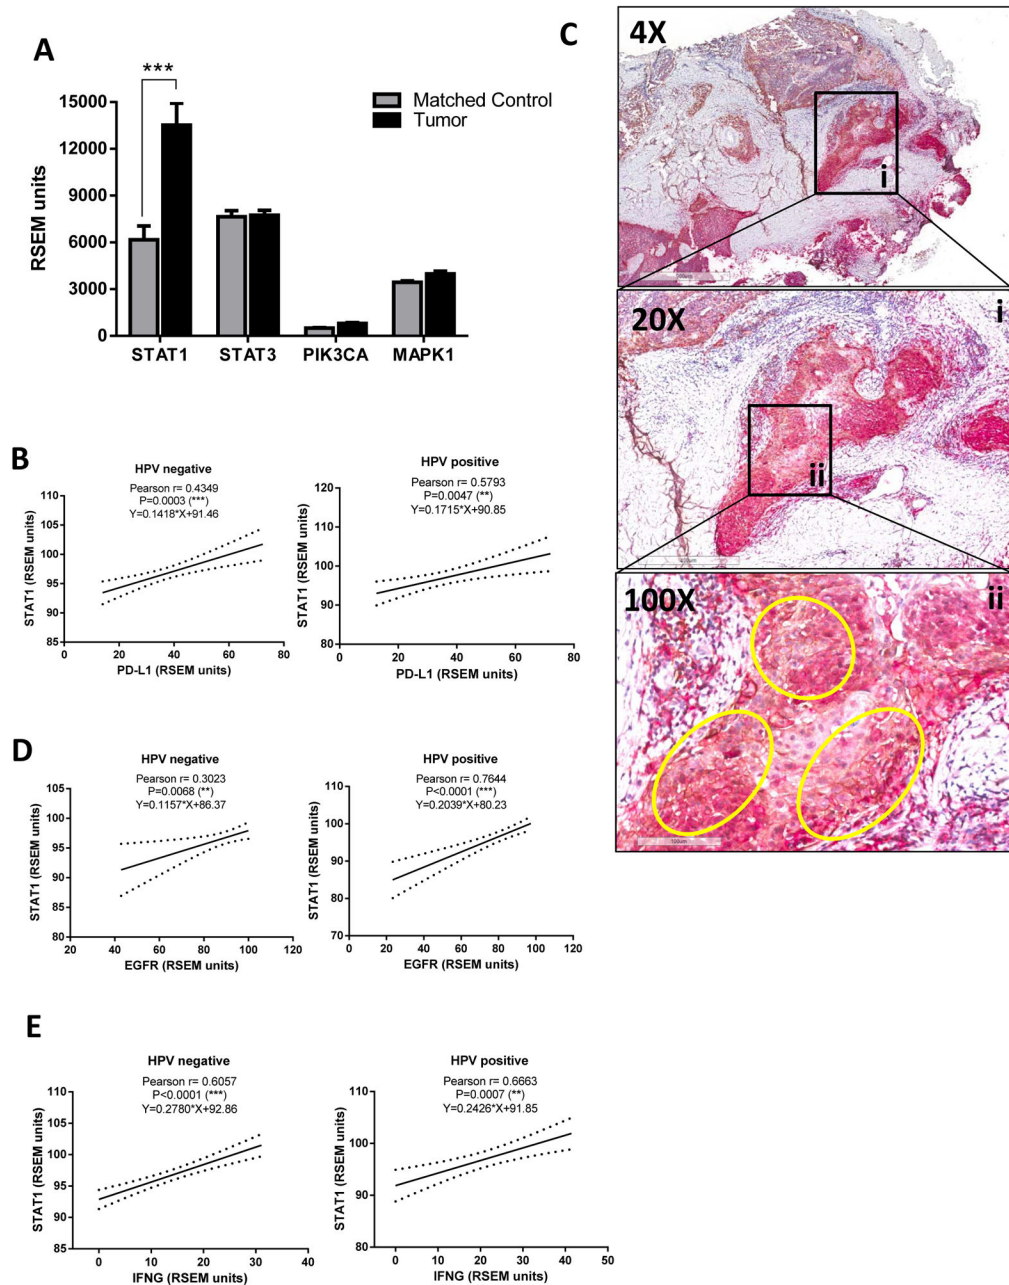 A
***
Matched Control
Tumor
RSEM units
15000
12000
9000
6000
3000
0
STAT1 STAT3 PIK3CA MAPK1
B
HPV negative
Pearson r= 0.4349
P=0.0003 (***)
Y=0.1418*X+91.46
STAT1 (RSEM units)
110
105
100
95
90
85
0 20 40 60 80
PD-L1 (RSEM units)
HPV positive
Pearson r= 0.5793
P=0.0047 (**)
Y=0.1715*X+90.85
STAT1 (RSEM units)
120
110
100
90
80
0 20 40 60 80
PD-L1 (RSEM units)
C
4X
i
20X
i
ii
100X
ii
D
HPV negative
Pearson r= 0.3023
P=0.0068 (**)
Y=0.1157*X+86.37
STAT1 (RSEM units)
105
100
95
90
85
80
20 40 60 80 100 120
EGFR (RSEM units)
HPV positive
Pearson r= 0.7644
P<0.0001 (***)
Y=0.2039*X+80.23
STAT1 (RSEM units)
110
100
90
80
70
0 20 40 60 80 100 120
EGFR (RSEM units)
E
HPV negative
Pearson r= 0.6057
P<0.0001 (***)
Y=0.2780*X+92.86
STAT1 (RSEM units)
110
105
100
95
90
85
0 10 20 30 40
IFNG (RSEM units)
HPV positive
Pearson r= 0.6663
P=0.0007 (**)
Y=0.2426*X+91.85
STAT1 (RSEM units)
110
100
90
80
0 10 20 30 40 50
IFNG (RSEM units)